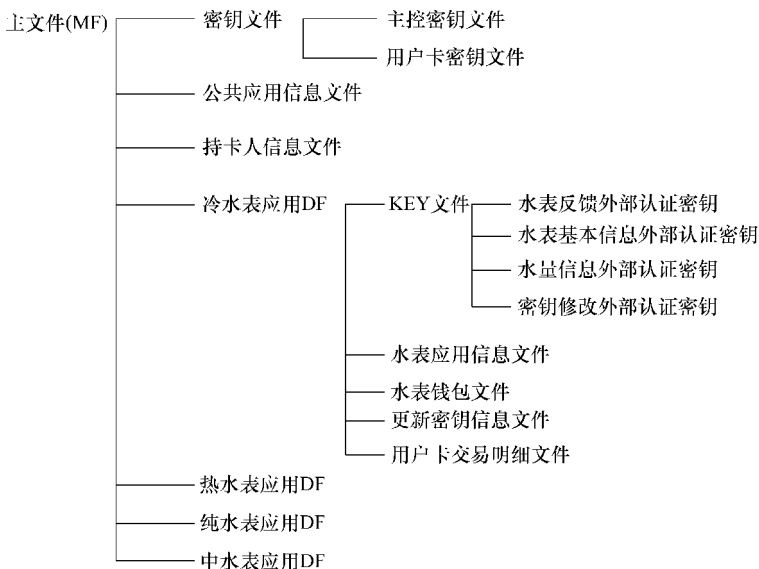 主文件(MF)
密钥文件
主控密钥文件
用户卡密钥文件
公共应用信息文件
持卡人信息文件
冷水表应用DF
KEY文件
水表反馈外部认证密钥
水表基本信息外部认证密钥
水量信息外部认证密钥
密钥修改外部认证密钥
水表应用信息文件
水表钱包文件
更新密钥信息文件
用户卡交易明细文件
热水表应用DF
纯水表应用DF
中水表应用DF